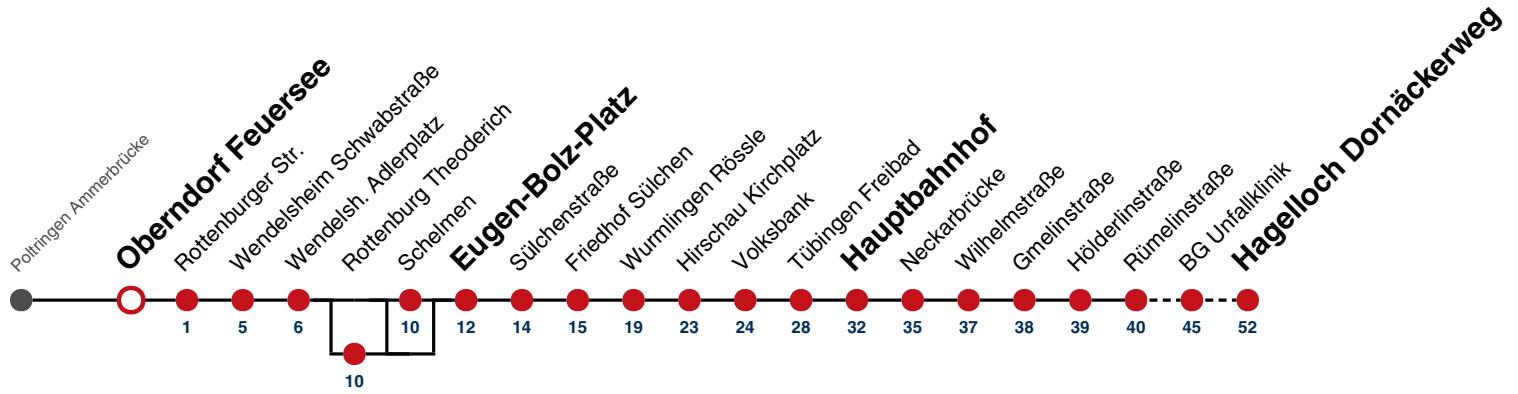 Poltringen Ammerbrücke
Oberndorf Feuersee
Rottenburger Str.
Wendelsheim Schwabstraße
Wendelsh. Adlerplatz
Rottenburg Theoderich
Schelmen
Eugen-Bolz-Platz
Sülchenstraße
Friedhof Sülchen
Wurmlingen Rössle
Hirschau Kirchplatz
Volksbank
Tübingen Freibad
Hauptbahnhof
Neckarbrücke
Wilhelmstraße
Gmelinstraße
Hölderlinstraße
Rümelinstraße
BG Unfallklinik
Hagelloch Dornäckerweg
1 5 6 10 12 14 15 19 23 24 28 32 35 37 38 39 40 45 52
10